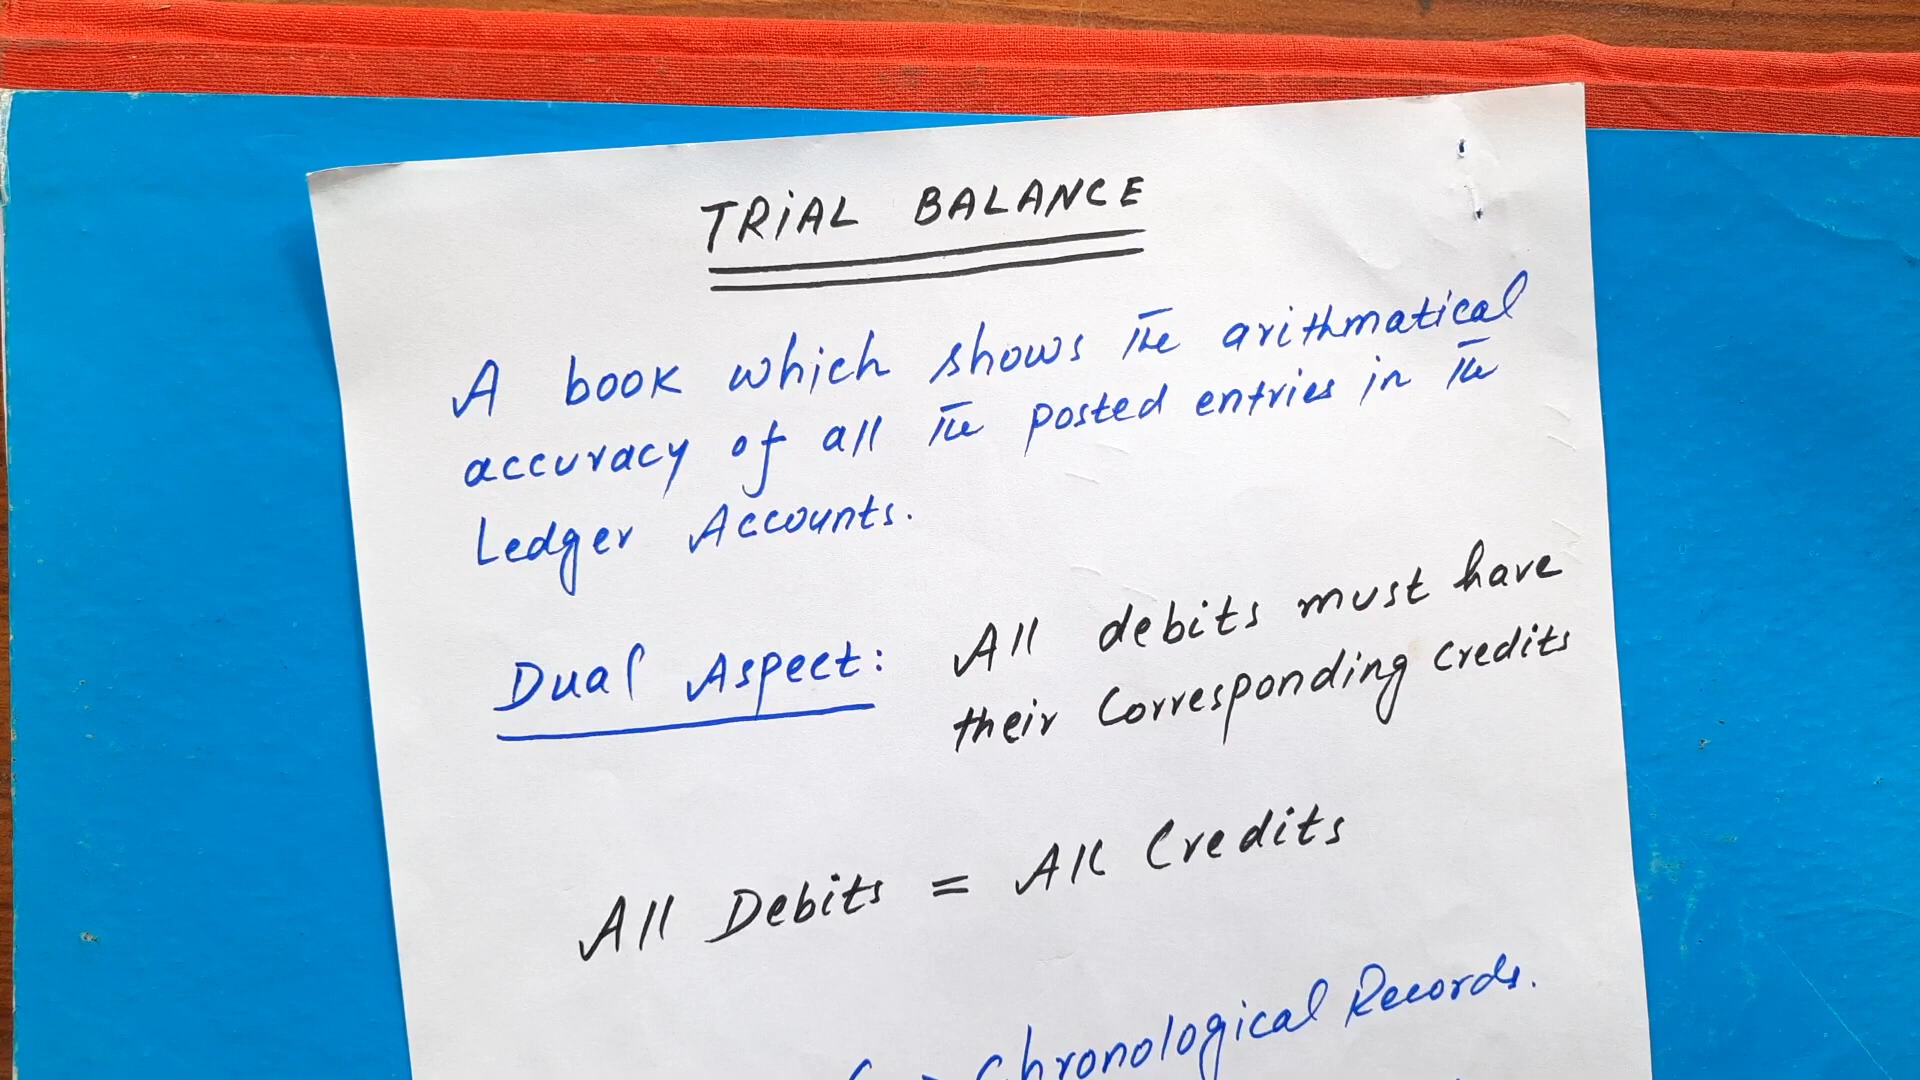 TRIAL BALANCE
A book which shows the arithmatical
accuracy of all the posted entries in the
Ledger Accounts.
Dual Aspect: All debits must have
their Corresponding credits
All Debits = All Credits
Chronological Records.